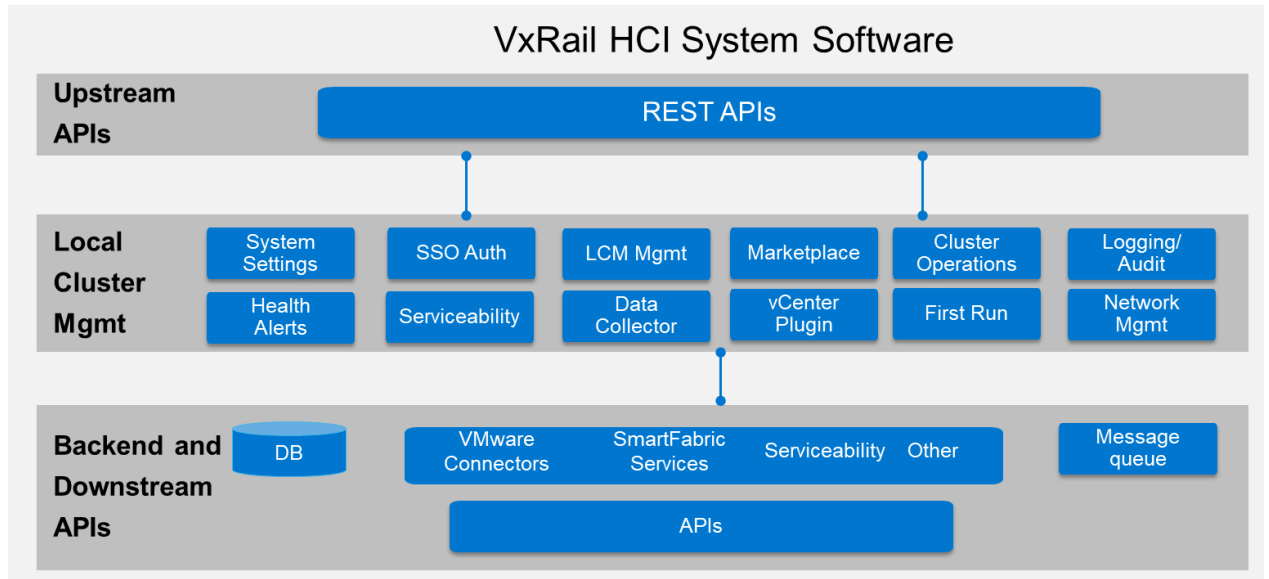 VxRail HCI System Software
Upstream
APIs
REST APIs
Local
Cluster
Mgmt
System
Settings
SSO Auth
LCM Mgmt
Marketplace
Cluster
Operations
Logging/
Audit
Health
Alerts
Serviceability
Data
Collector
vCenter
Plugin
First Run
Network
Mgmt
Backend and
Downstream
APIs
DB
VMware
Connectors
SmartFabric
Services
Serviceability
Other
Message
queue
APIs